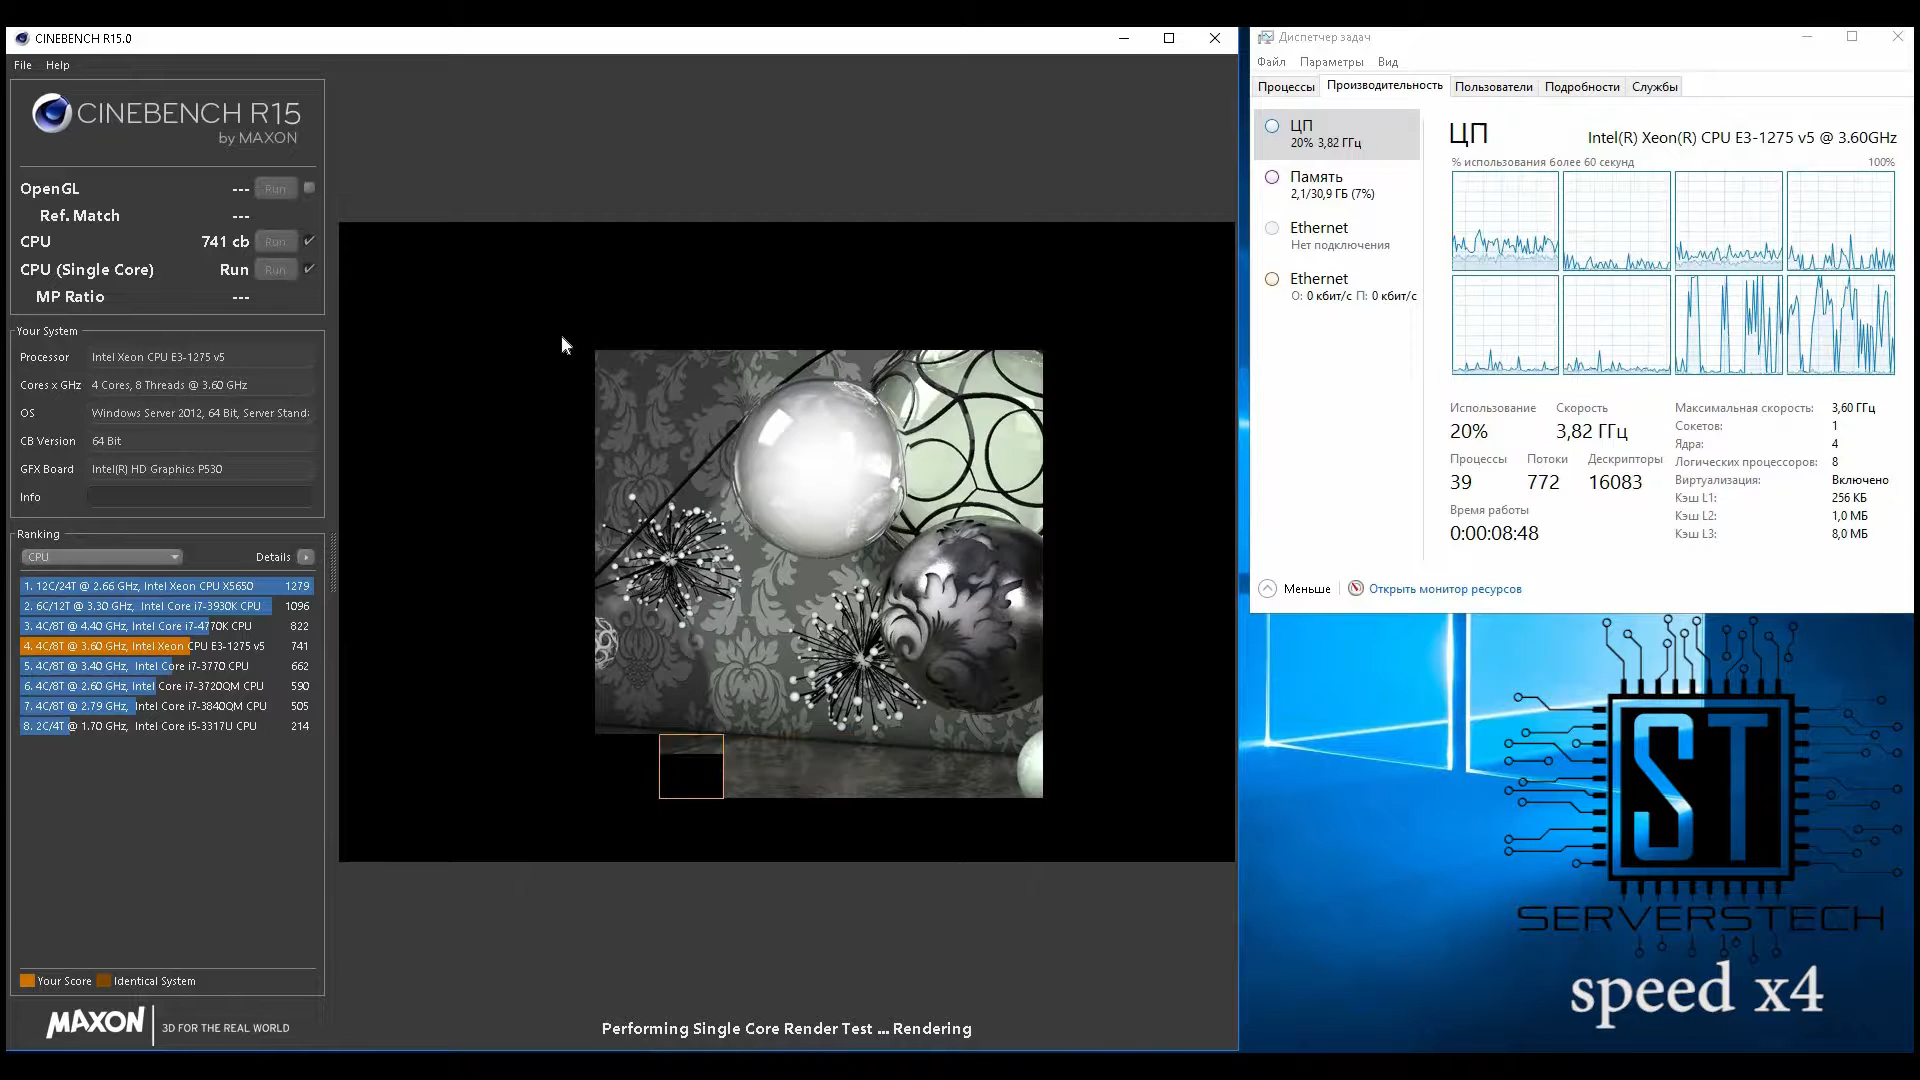 CINEBENCH R15.0
File Help
CINEBENCH R15
by MAXON
OpenGL --- Run
Ref. Match ---
CPU 741 cb Run
CPU (Single Core) Run Run
MP Ratio ---
Your System
Processor Intel Xeon CPU E3-1275 v5
Cores x GHz 4 Cores, 8 Threads @ 3.60 GHz
OS Windows Server 2012, 64 Bit, Server Stand
CB Version 64 Bit
GFX Board Intel(R) HD Graphics P530
Info
Ranking
CPU Details
1. 12C/24T @ 2.66 GHz, Intel Xeon CPU X5650 1279
2. 6C/12T @ 3.30 GHz, Intel Core i7-3930K CPU 1096
3. 4C/8T @ 4.40 GHz, Intel Core i7-4770K CPU 822
4. 4C/8T @ 3.60 GHz, Intel Xeon CPU E3-1275 v5 741
5. 4C/8T @ 3.40 GHz, Intel Core i7-3770 CPU 662
6. 4C/8T @ 2.60 GHz, Intel Core i7-3720QM CPU 590
7. 4C/8T @ 2.79 GHz, Intel Core i7-3840QM CPU 505
8. 2C/4T @ 1.70 GHz, Intel Core i5-3317U CPU 214
Your Score Identical System
MAXON 3D FOR THE REAL WORLD
Performing Single Core Render Test ... Rendering
Диспетчер задач
Файл Параметры Вид
Процессы Производительность Пользователи Подробности Службы
ЦП
20% 3,82 ГГц
Память
2,1/30,9 ГБ (7%)
Ethernet
Нет подключения
Ethernet
О: 0 кбит/с П: 0 кбит/с
ЦП Intel(R) Xeon(R) CPU E3-1275 v5 @ 3.60GHz
% использования более 60 секунд 100%
Использование Скорость
20% 3,82 ГГц
Процессы Потоки Дескрипторы
39 772 16083
Время работы
0:00:08:48
Максимальная скорость: 3,60 ГГц
Сокетов: 1
Ядра: 4
Логических процессоров: 8
Виртуализация: Включено
Кэш L1: 256 КБ
Кэш L2: 1,0 МБ
Кэш L3: 8,0 МБ
Меньше Открыть монитор ресурсов
ST
SERVERSTECH
speed x4